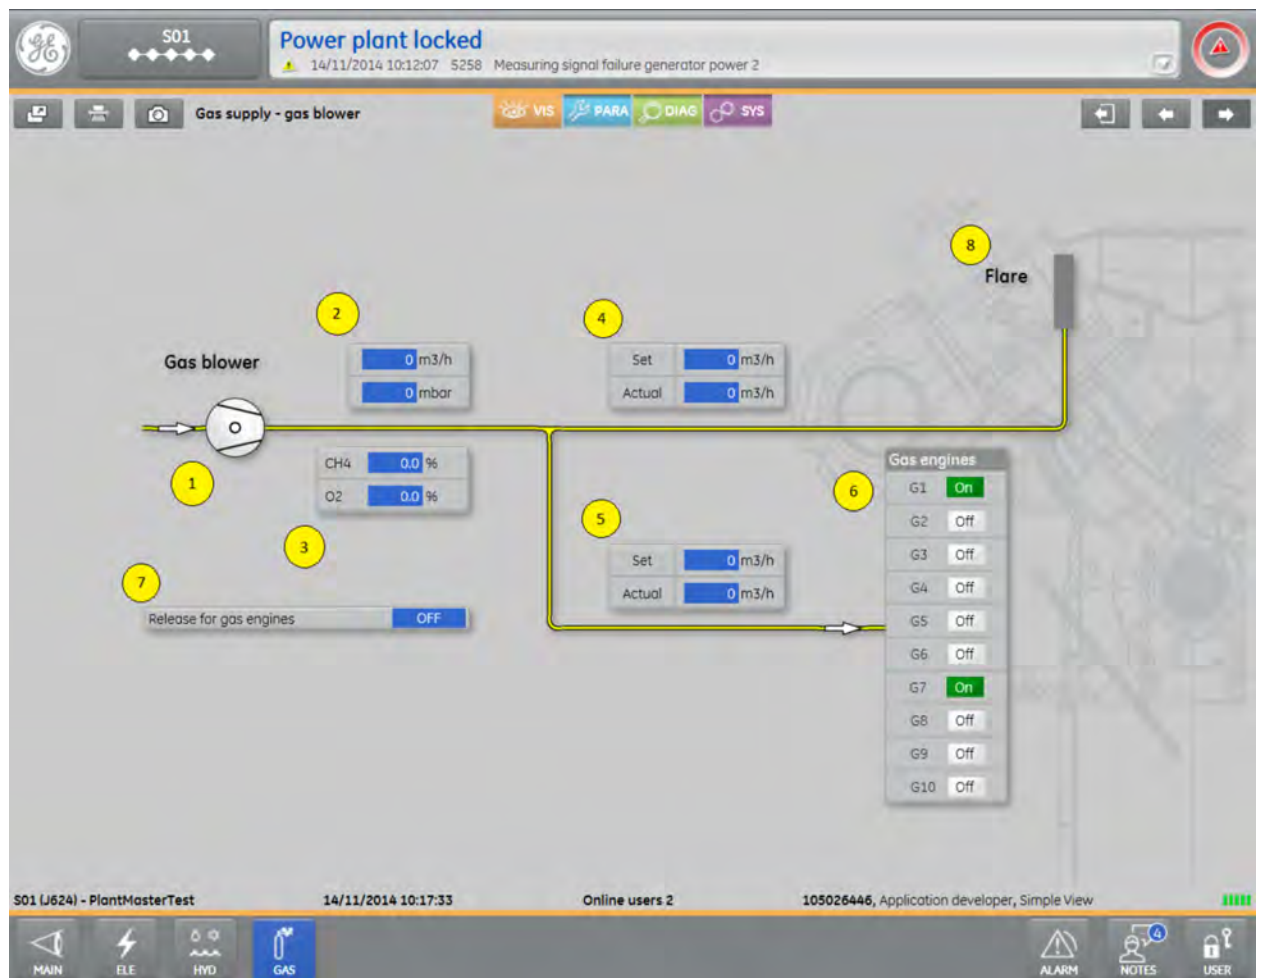 S01
Power plant locked
14/11/2014 10:12:07 5258 Measuring signal failure generator power 2
Gas supply - gas blower
VIS PARA DIAG SYS
8
Flare
2
4
Gas blower
0 m3/h
0 mbar
Set 0 m3/h
Actual 0 m3/h
1
CH4 0.0 %
O2 0.0 %
3
5
Set 0 m3/h
Actual 0 m3/h
6
Gas engines
G1 On
G2 Off
G3 Off
G4 Off
G5 Off
G6 Off
G7 On
G8 Off
G9 Off
G10 Off
7
Release for gas engines OFF
S01 (J624) - PlantMasterTest 14/11/2014 10:17:33 Online users 2 105026446, Application developer, Simple View
MAIN ELE HYD GAS ALARM 4 NOTES USER